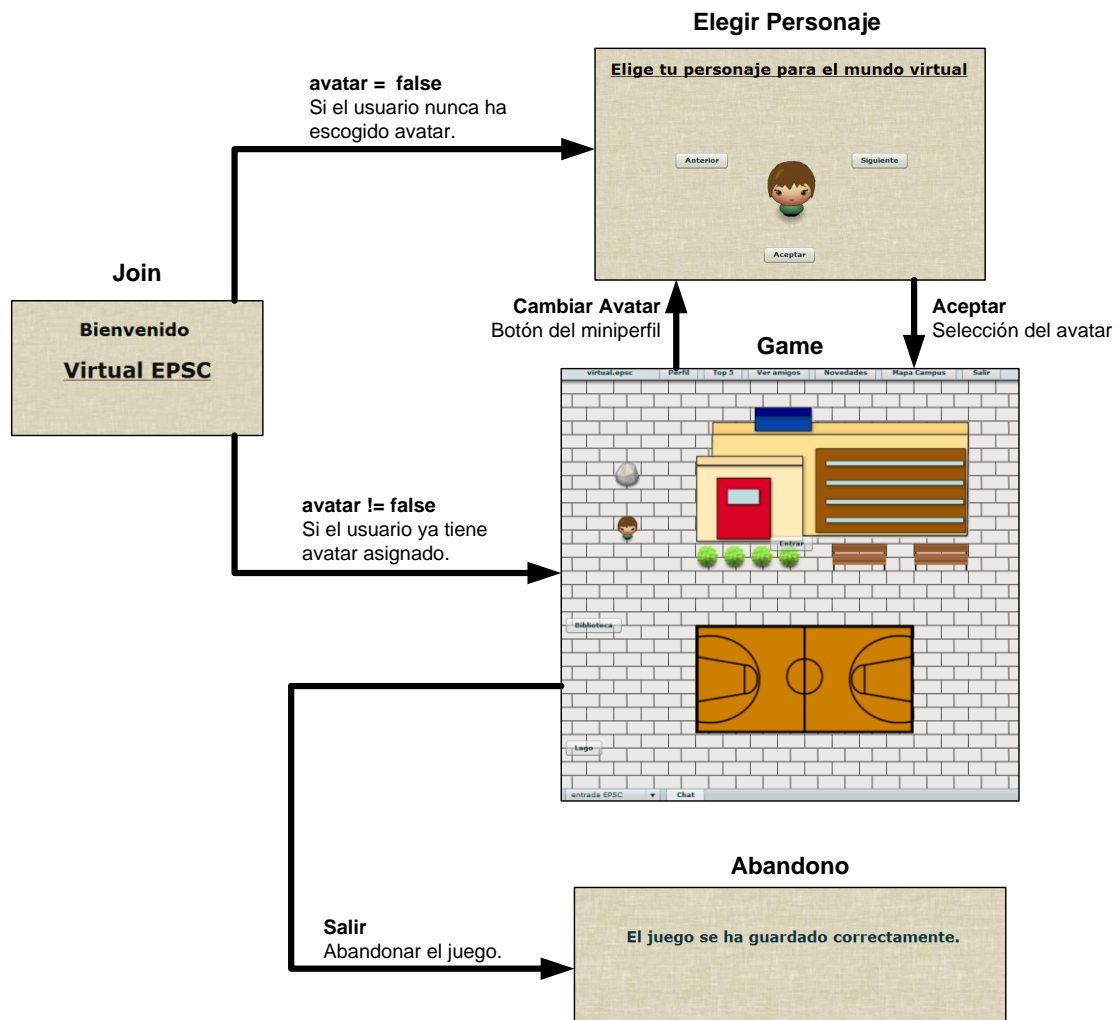 Elegir Personaje
Elige tu personaje para el mundo virtual
avatar = false
Si el usuario nunca ha
escogido avatar.
Anterior
Siguiente
Aceptar
Join
Bienvenido
Virtual EPSC
Cambiar Avatar
Botón del miniperfil
Aceptar
Selección del avatar
Game
virtual.epsc Perfil Top 5 Ver amigos Novedades Mapa Campus Salir
avatar != false
Si el usuario ya tiene
avatar asignado.
Entrar
Biblioteca
Lago
entrada EPSC Chat
Abandono
Salir
Abandonar el juego.
El juego se ha guardado correctamente.